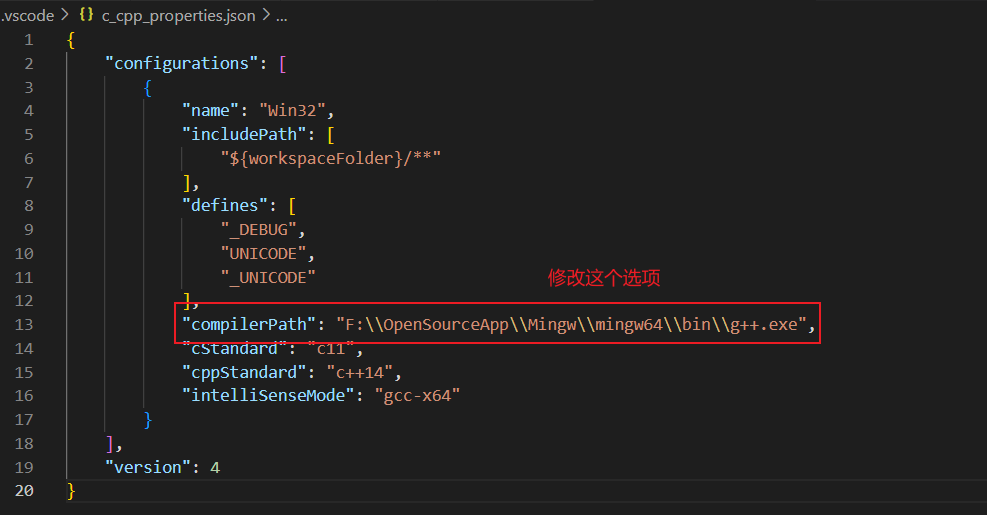 .vscode > {} c_cpp_properties.json > ...
1 {
2     "configurations": [
3         {
4             "name": "Win32",
5             "includePath": [
6                 "${workspaceFolder}/**"
7             ],
8             "defines": [
9                 "_DEBUG",
10                 "UNICODE",
11                 "_UNICODE"
修改这个选项
12             ],
13             "compilerPath": "F:\\OpenSourceApp\\Mingw\\mingw64\\bin\\g++.exe",
14             "cStandard": "c11",
15             "cppStandard": "c++14",
16             "intelliSenseMode": "gcc-x64"
17         }
18     ],
19     "version": 4
20 }